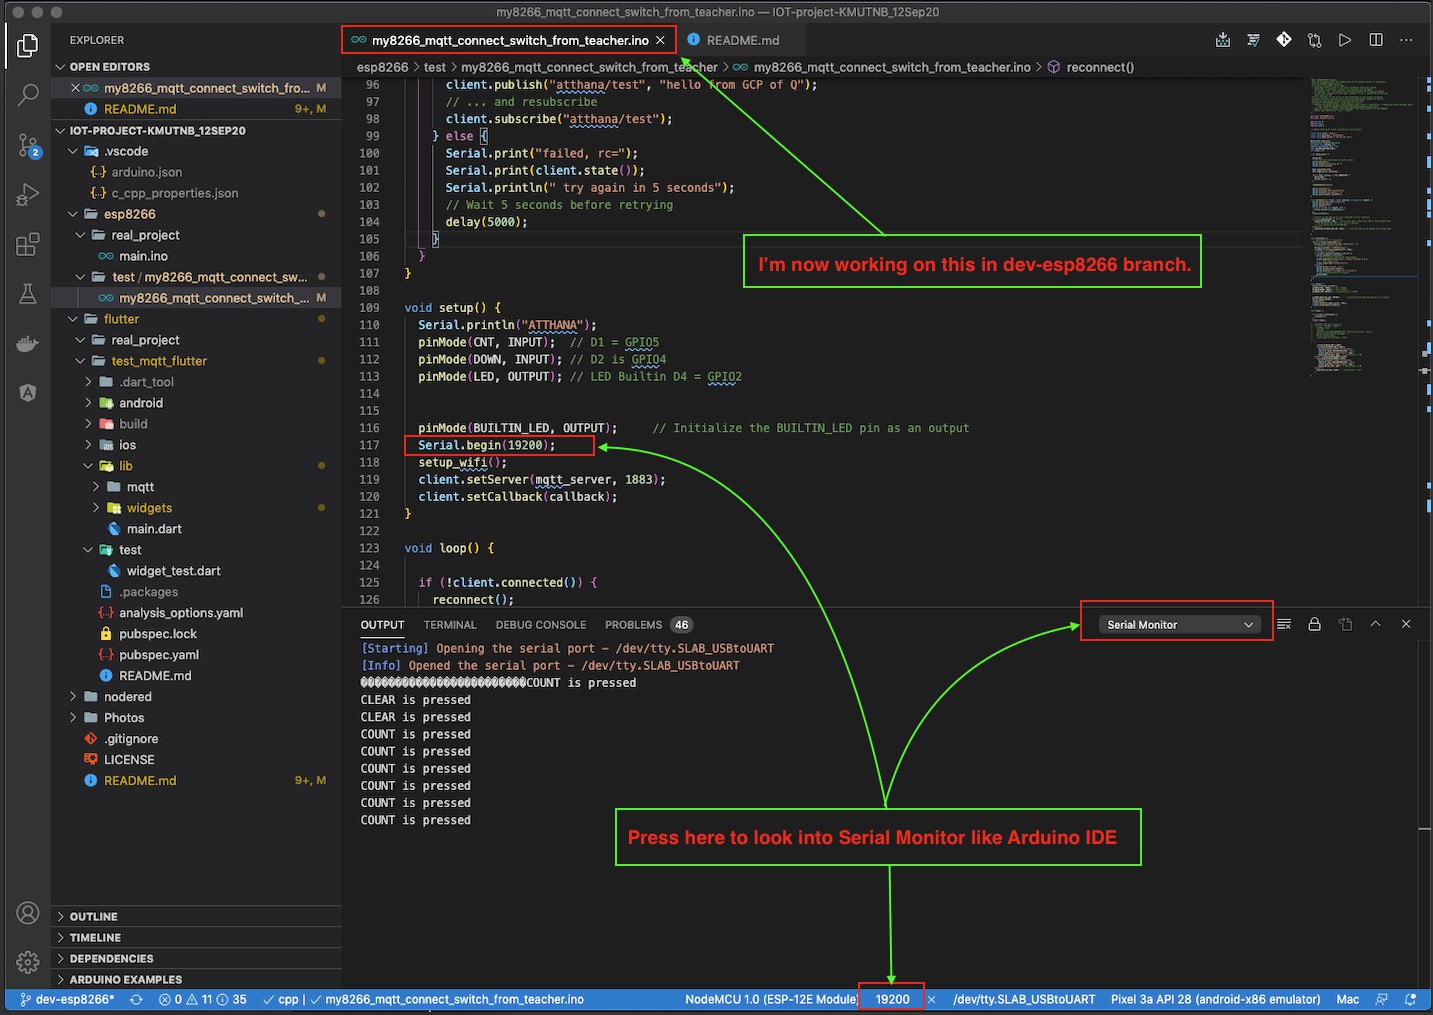 my8266_mqtt_connect_switch_from_teacher.ino — IOT-project-KMUTNB_12Sep20
EXPLORER
OPEN EDITORS
my8266_mqtt_connect_switch_fro... M
README.md 9+, M
IOT-PROJECT-KMUTNB_12SEP20
.vscode
arduino.json
c_cpp_properties.json
esp8266
real_project
main.ino
test / my8266_mqtt_connect_sw...
my8266_mqtt_connect_switch_... M
flutter
real_project
test_mqtt_flutter
.dart_tool
android
build
ios
lib
mqtt
widgets
main.dart
test
widget_test.dart
.packages
analysis_options.yaml
pubspec.lock
pubspec.yaml
README.md
nodered
Photos
.gitignore
LICENSE
README.md 9+, M
OUTLINE
TIMELINE
DEPENDENCIES
ARDUINO EXAMPLES
2
my8266_mqtt_connect_switch_from_teacher.ino
README.md
esp8266 > test > my8266_mqtt_connect_switch_from_teacher > my8266_mqtt_connect_switch_from_teacher.ino > reconnect()
96 client.publish("atthana/test", "hello from GCP of Q");
97 // ... and resubscribe
98 client.subscribe("atthana/test");
99 } else {
100 Serial.print("failed, rc=");
101 Serial.print(client.state());
102 Serial.println(" try again in 5 seconds");
103 // Wait 5 seconds before retrying
104 delay(5000);
105 }
106 }
107 }
108
109 void setup() {
110 Serial.println("ATTHANA");
111 pinMode(CNT, INPUT); // D1 = GPIO5
112 pinMode(DOWN, INPUT); // D2 is GPIO4
113 pinMode(LED, OUTPUT); // LED Builtin D4 = GPIO2
114
115
116 pinMode(BUILTIN_LED, OUTPUT); // Initialize the BUILTIN_LED pin as an output
117 Serial.begin(19200);
118 setup_wifi();
119 client.setServer(mqtt_server, 1883);
120 client.setCallback(callback);
121 }
122
123 void loop() {
124
125 if (!client.connected()) {
126 reconnect();
I'm now working on this in dev-esp8266 branch.
OUTPUT TERMINAL DEBUG CONSOLE PROBLEMS 46
Serial Monitor
[Starting] Opening the serial port - /dev/tty.SLAB_USBtoUART
[Info] Opened the serial port - /dev/tty.SLAB_USBtoUART
COUNT is pressed
CLEAR is pressed
CLEAR is pressed
COUNT is pressed
COUNT is pressed
COUNT is pressed
COUNT is pressed
COUNT is pressed
COUNT is pressed
Press here to look into Serial Monitor like Arduino IDE
dev-esp8266* 0 11 35 cpp | my8266_mqtt_connect_switch_from_teacher.ino NodeMCU 1.0 (ESP-12E Module) 19200 /dev/tty.SLAB_USBtoUART Pixel 3a API 28 (android-x86 emulator) Mac